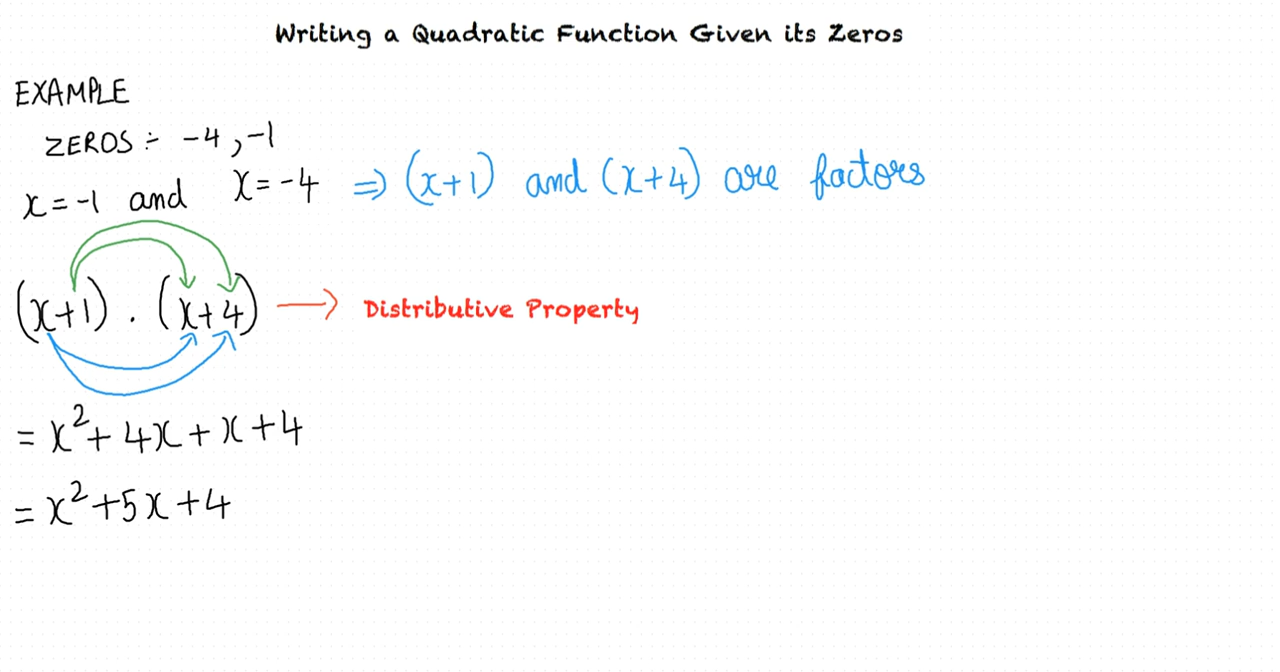 Writing a Quadratic Function Given its Zeros
EXAMPLE
ZEROS ÷ -4, -1
x = -1 and x = -4 ⇒ (x+1) and (x+4) are factors
(x+1) . (x+4) → Distributive Property
= x² + 4x + x + 4
= x² + 5x + 4